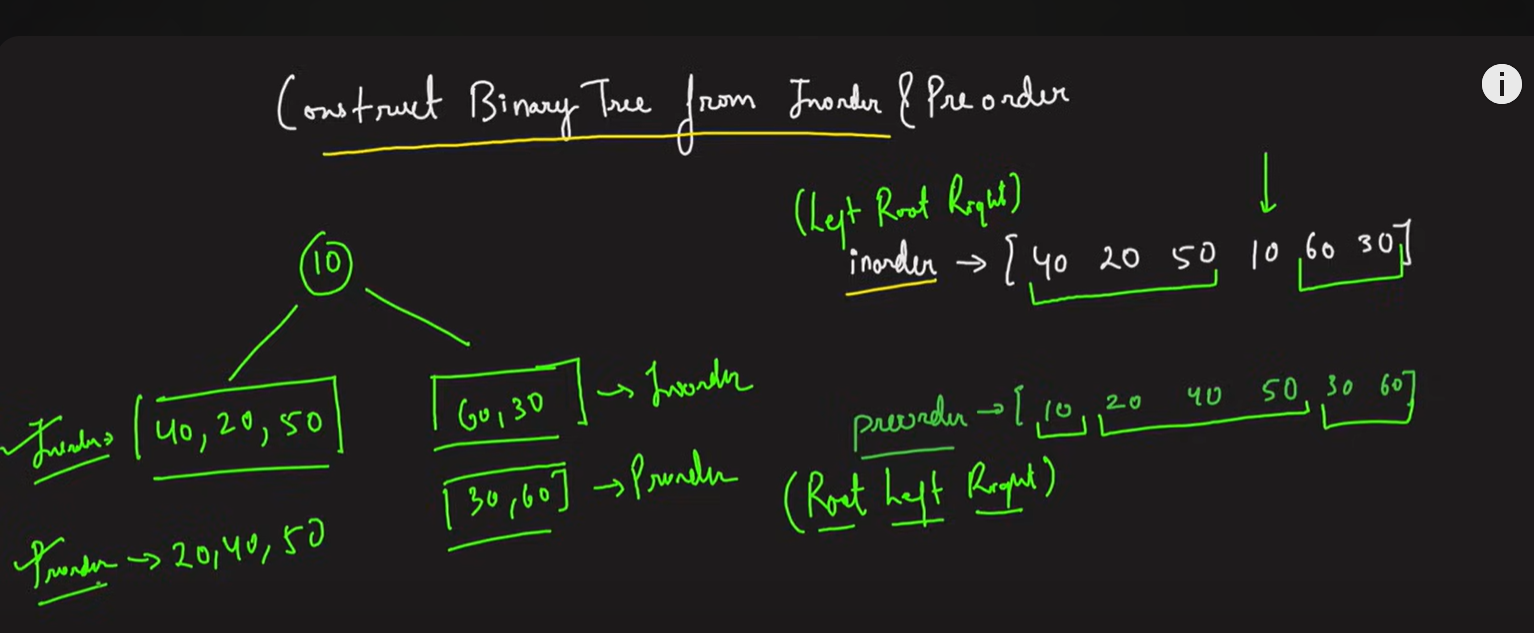 Construct Binary Tree from Inorder & Preorder
(Left Root Right)
inorder → [40 20 50 10 60 30]
10
Inorder → [40, 20, 50]
[60, 30] → Inorder
preorder → [10, 20 40 50, 30 60]
(Root Left Right)
[30, 60] → Preorder
Preorder → 20, 40, 50
i